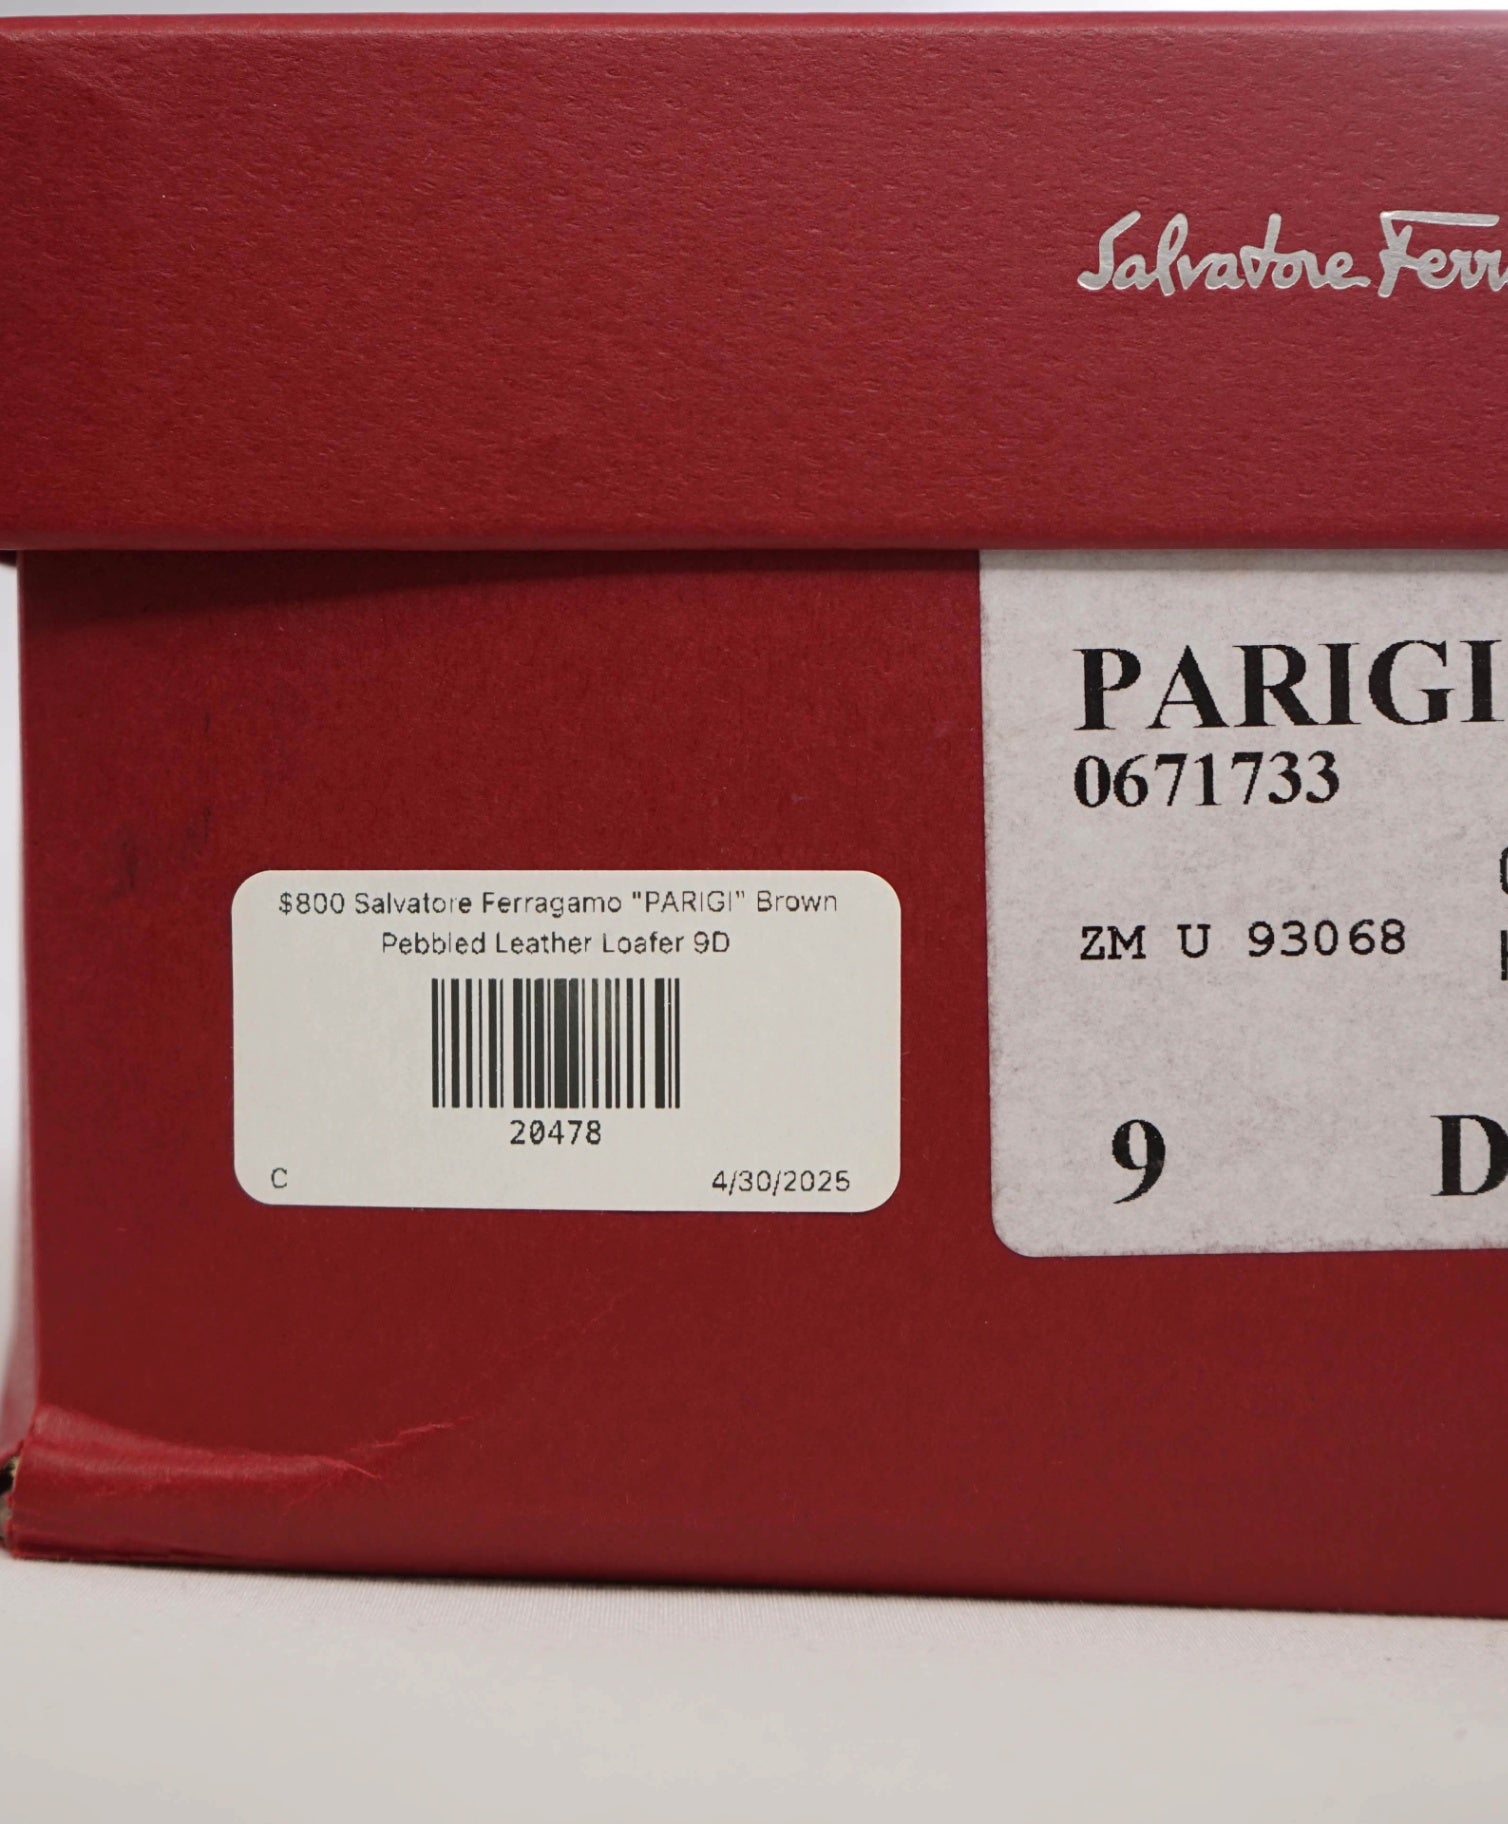 Salvatore
PARIGI
0671733
ZM U 93068
9 D
$800 Salvatore Ferragamo "PARIGI" Brown
Pebbled Leather Loafer 9D
20478
C 4/30/2025